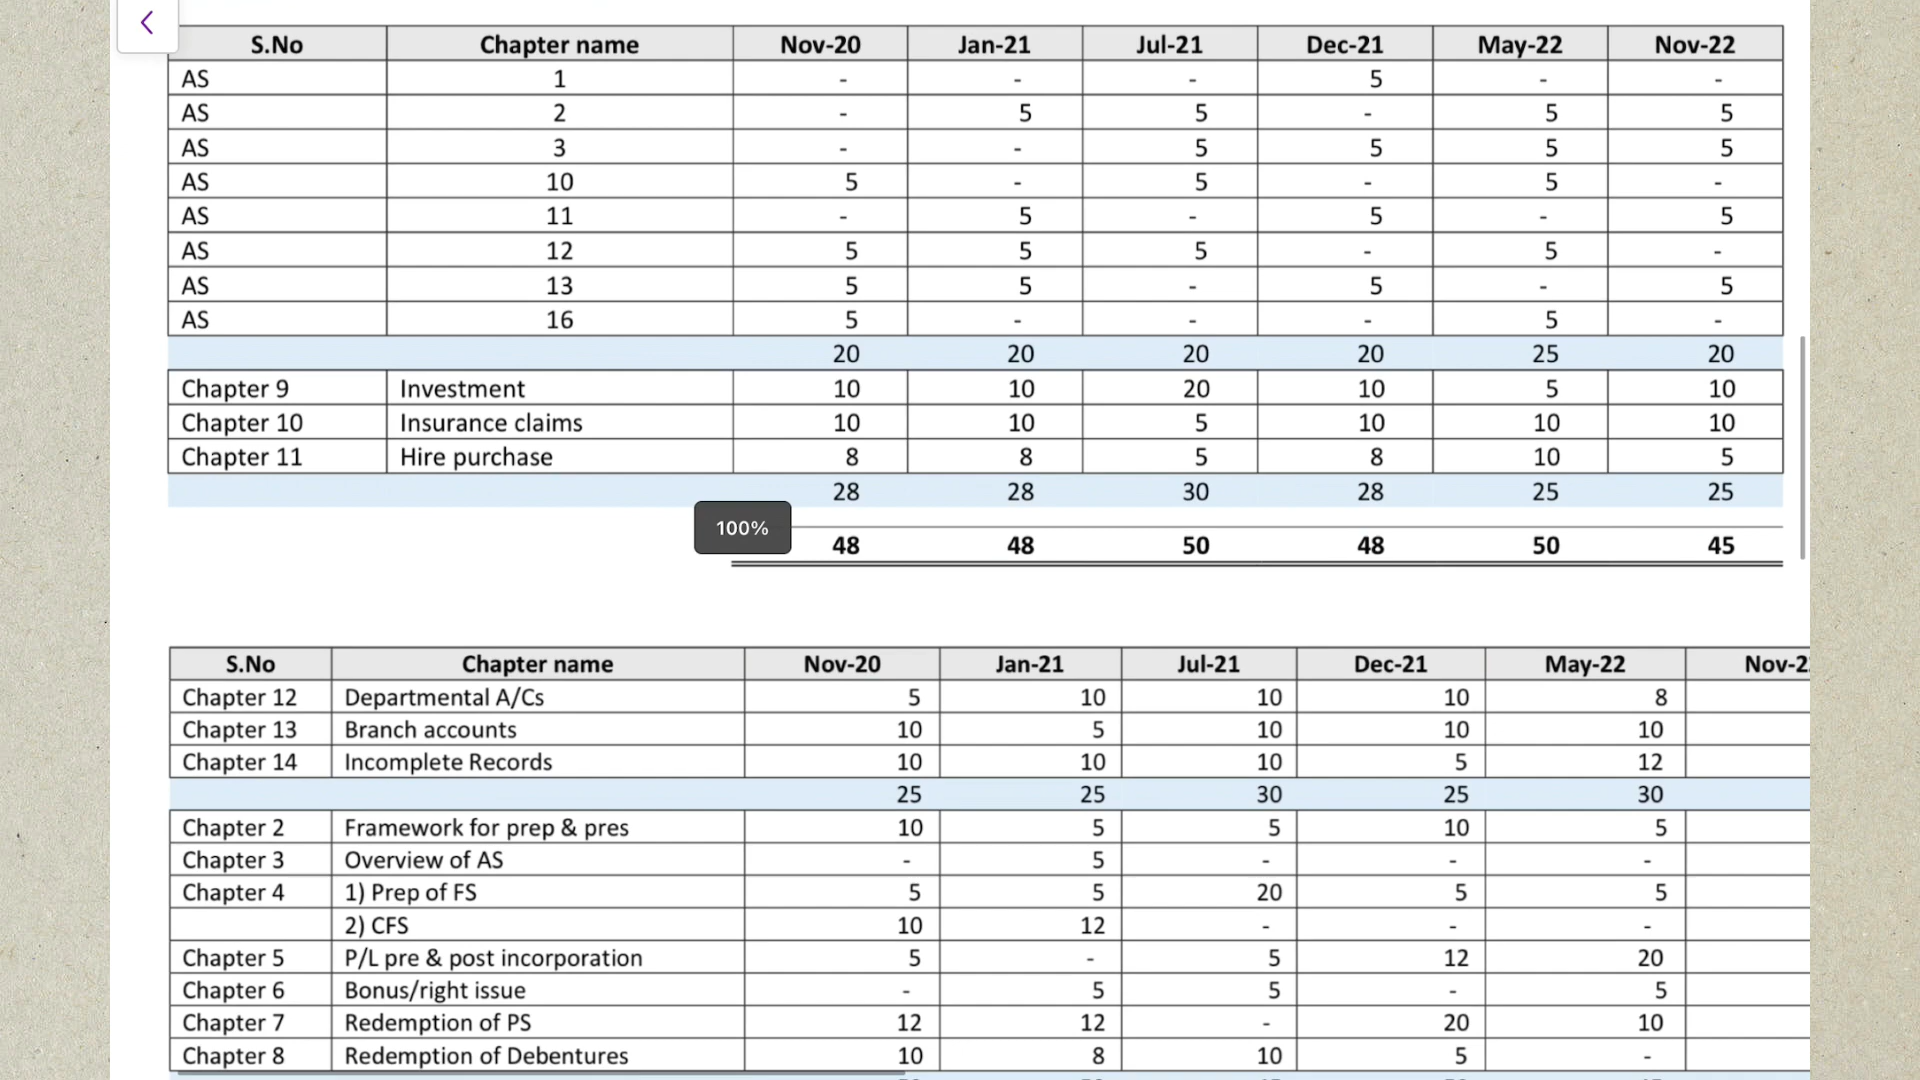 S.No Chapter name Nov-20 Jan-21 Jul-21 Dec-21 May-22 Nov-22
AS 1 - - - 5 - -
AS 2 - 5 5 - 5 5
AS 3 - - 5 5 5 5
AS 10 5 - 5 - 5 -
AS 11 - 5 - 5 - 5
AS 12 5 5 5 - 5 -
AS 13 5 5 - 5 - 5
AS 16 5 - - - 5 -
20 20 20 20 25 20
Chapter 9 Investment 10 10 20 10 5 10
Chapter 10 Insurance claims 10 10 5 10 10 10
Chapter 11 Hire purchase 8 8 5 8 10 5
28 28 30 28 25 25
100%
48 48 50 48 50 45
S.No Chapter name Nov-20 Jan-21 Jul-21 Dec-21 May-22 Nov-2
Chapter 12 Departmental A/Cs 5 10 10 10 8
Chapter 13 Branch accounts 10 5 10 10 10
Chapter 14 Incomplete Records 10 10 10 5 12
25 25 30 25 30
Chapter 2 Framework for prep & pres 10 5 5 10 5
Chapter 3 Overview of AS - 5 - - -
Chapter 4 1) Prep of FS 5 5 20 5 5
2) CFS 10 12 - - -
Chapter 5 P/L pre & post incorporation 5 - 5 12 20
Chapter 6 Bonus/right issue - 5 5 - 5
Chapter 7 Redemption of PS 12 12 - 20 10
Chapter 8 Redemption of Debentures 10 8 10 5 -